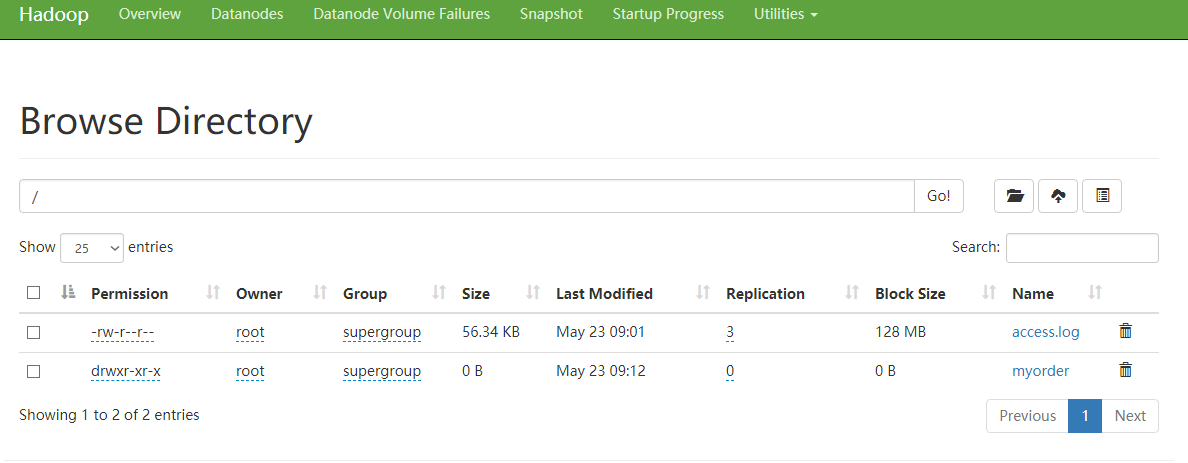 Hadoop Overview Datanodes Datanode Volume Failures Snapshot Startup Progress Utilities
Browse Directory
/ Go!
Show 25 entries Search:
Permission Owner Group Size Last Modified Replication Block Size Name
-rw-r--r-- root supergroup 56.34 KB May 23 09:01 3 128 MB access.log
drwxr-xr-x root supergroup 0 B May 23 09:12 0 0 B myorder
Showing 1 to 2 of 2 entries Previous 1 Next